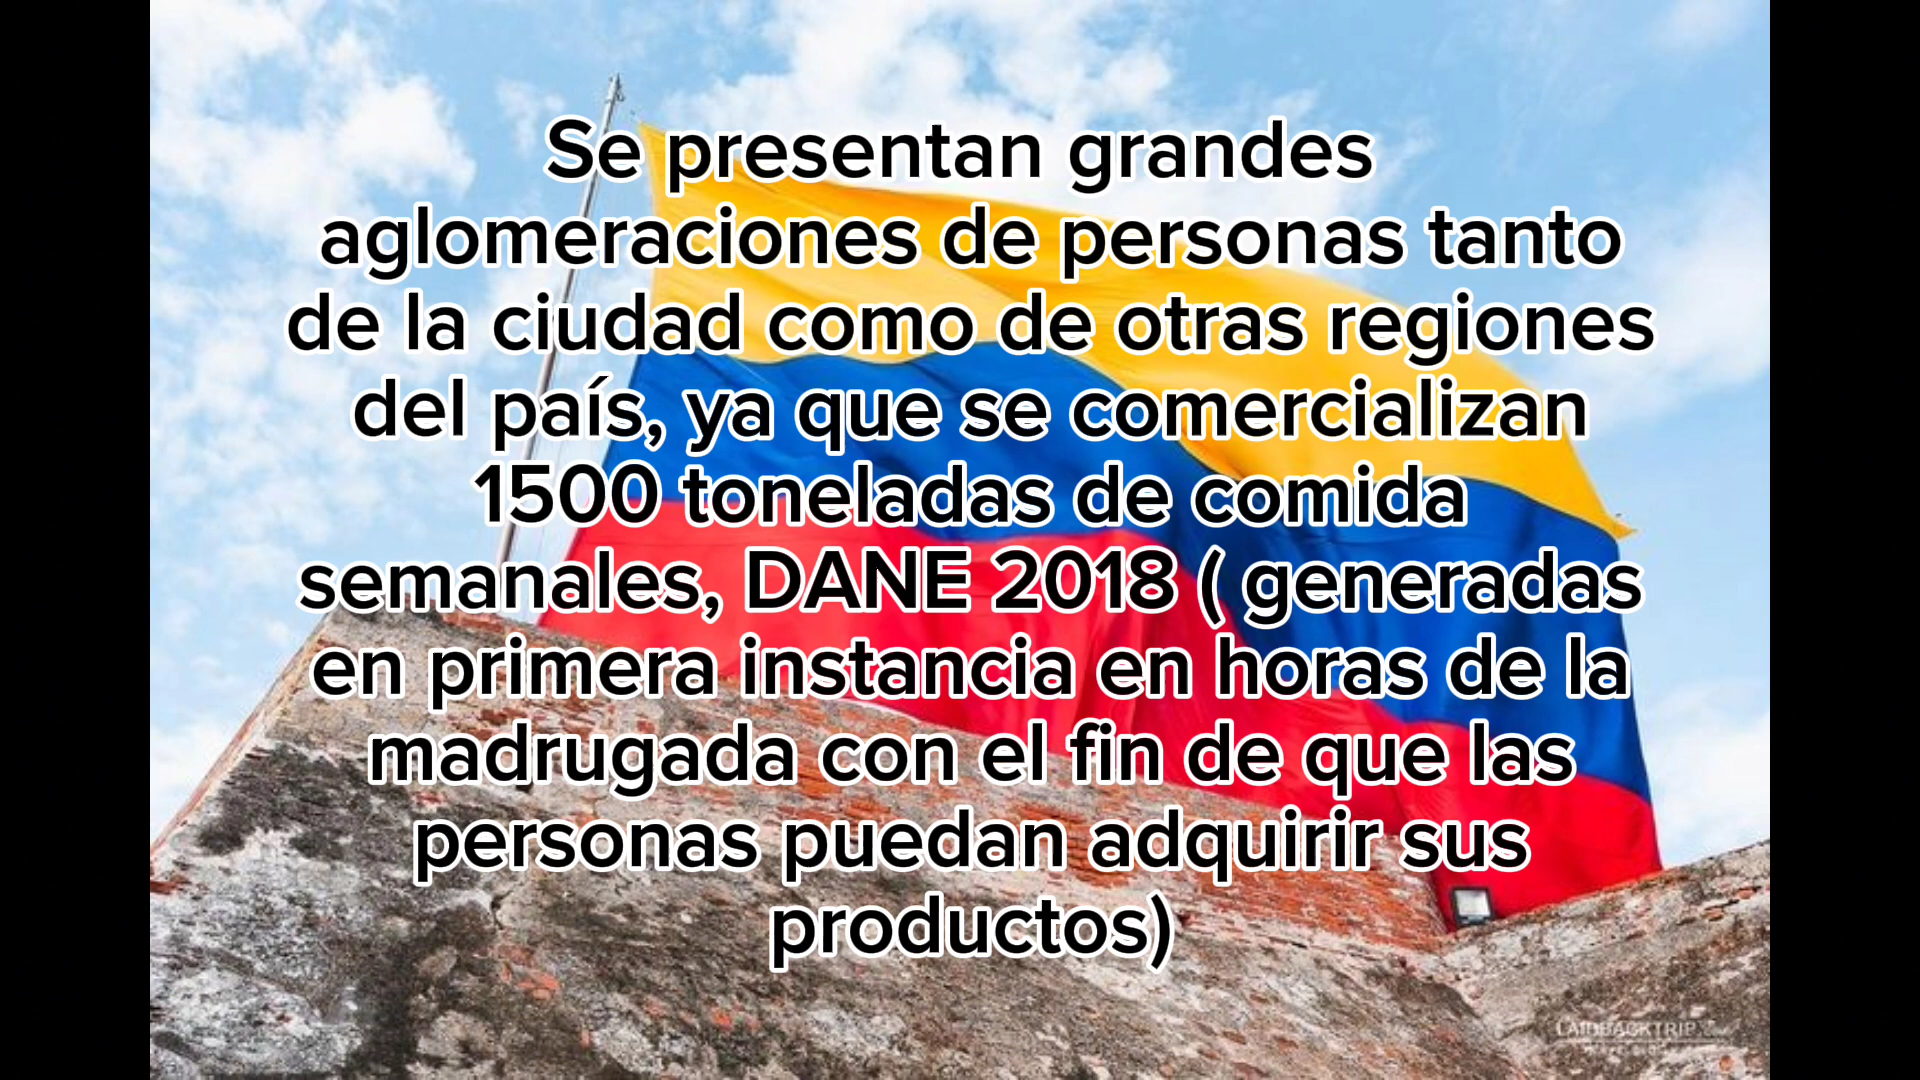 Se presentan grandes
aglomeraciones de personas tanto
de la ciudad como de otras regiones
del país, ya que se comercializan
1500 toneladas de comida
semanales, DANE 2018 ( generadas
en primera instancia en horas de la
madrugada con el fin de que las
personas puedan adquirir sus
productos)
LAIDBACKTRIP